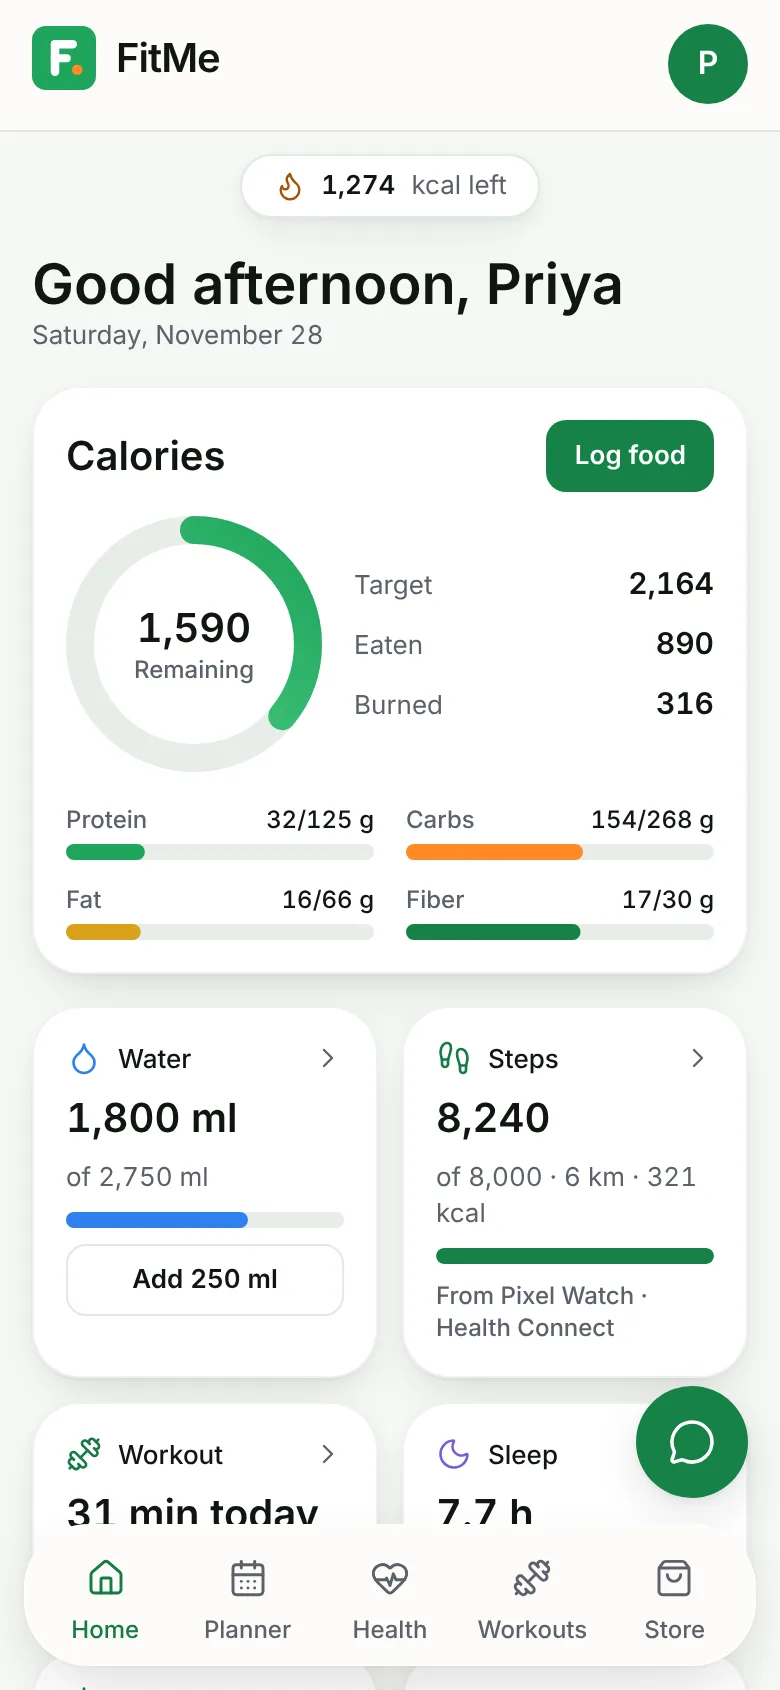 FitMe
P
1,274 kcal left
Good afternoon, Priya
Saturday, November 28
Calories
Log food
1,590
Remaining
Target 2,164
Eaten 890
Burned 316
Protein 32/125 g
Carbs 154/268 g
Fat 16/66 g
Fiber 17/30 g
Water
1,800 ml
of 2,750 ml
Add 250 ml
Steps
8,240
of 8,000 · 6 km · 321
kcal
From Pixel Watch ·
Health Connect
Workout
31 min today
Sleep
7.7 h
Home
Planner
Health
Workouts
Store